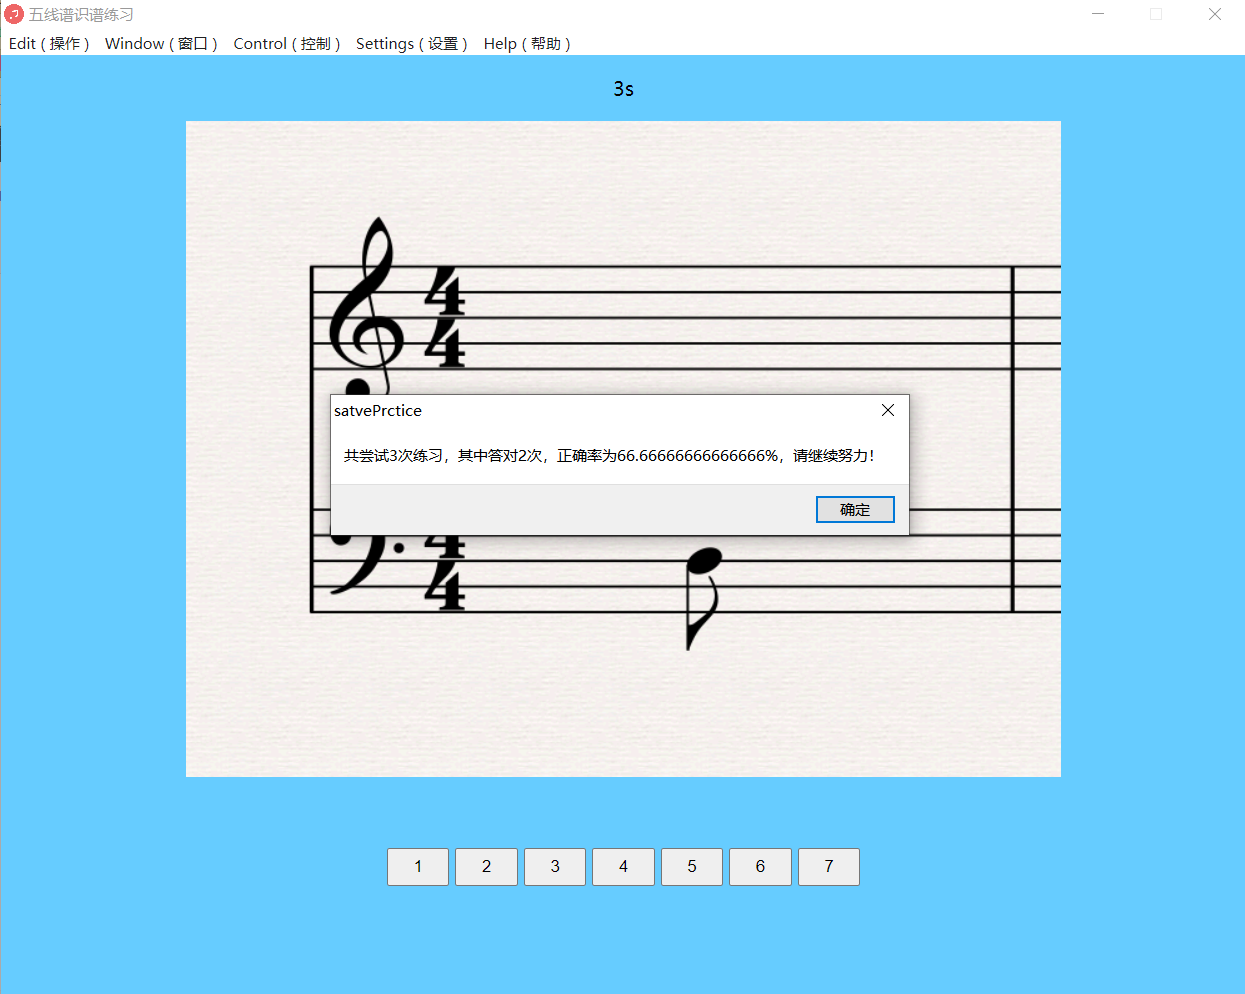 五线谱识谱练习
Edit ( 操作 ) Window ( 窗口 ) Control ( 控制 ) Settings ( 设置 ) Help ( 帮助 )
3s
4
4
satvePrctice
共尝试3次练习，其中答对2次，正确率为66.66666666666666%，请继续努力！
确定
4
4
1 2 3 4 5 6 7